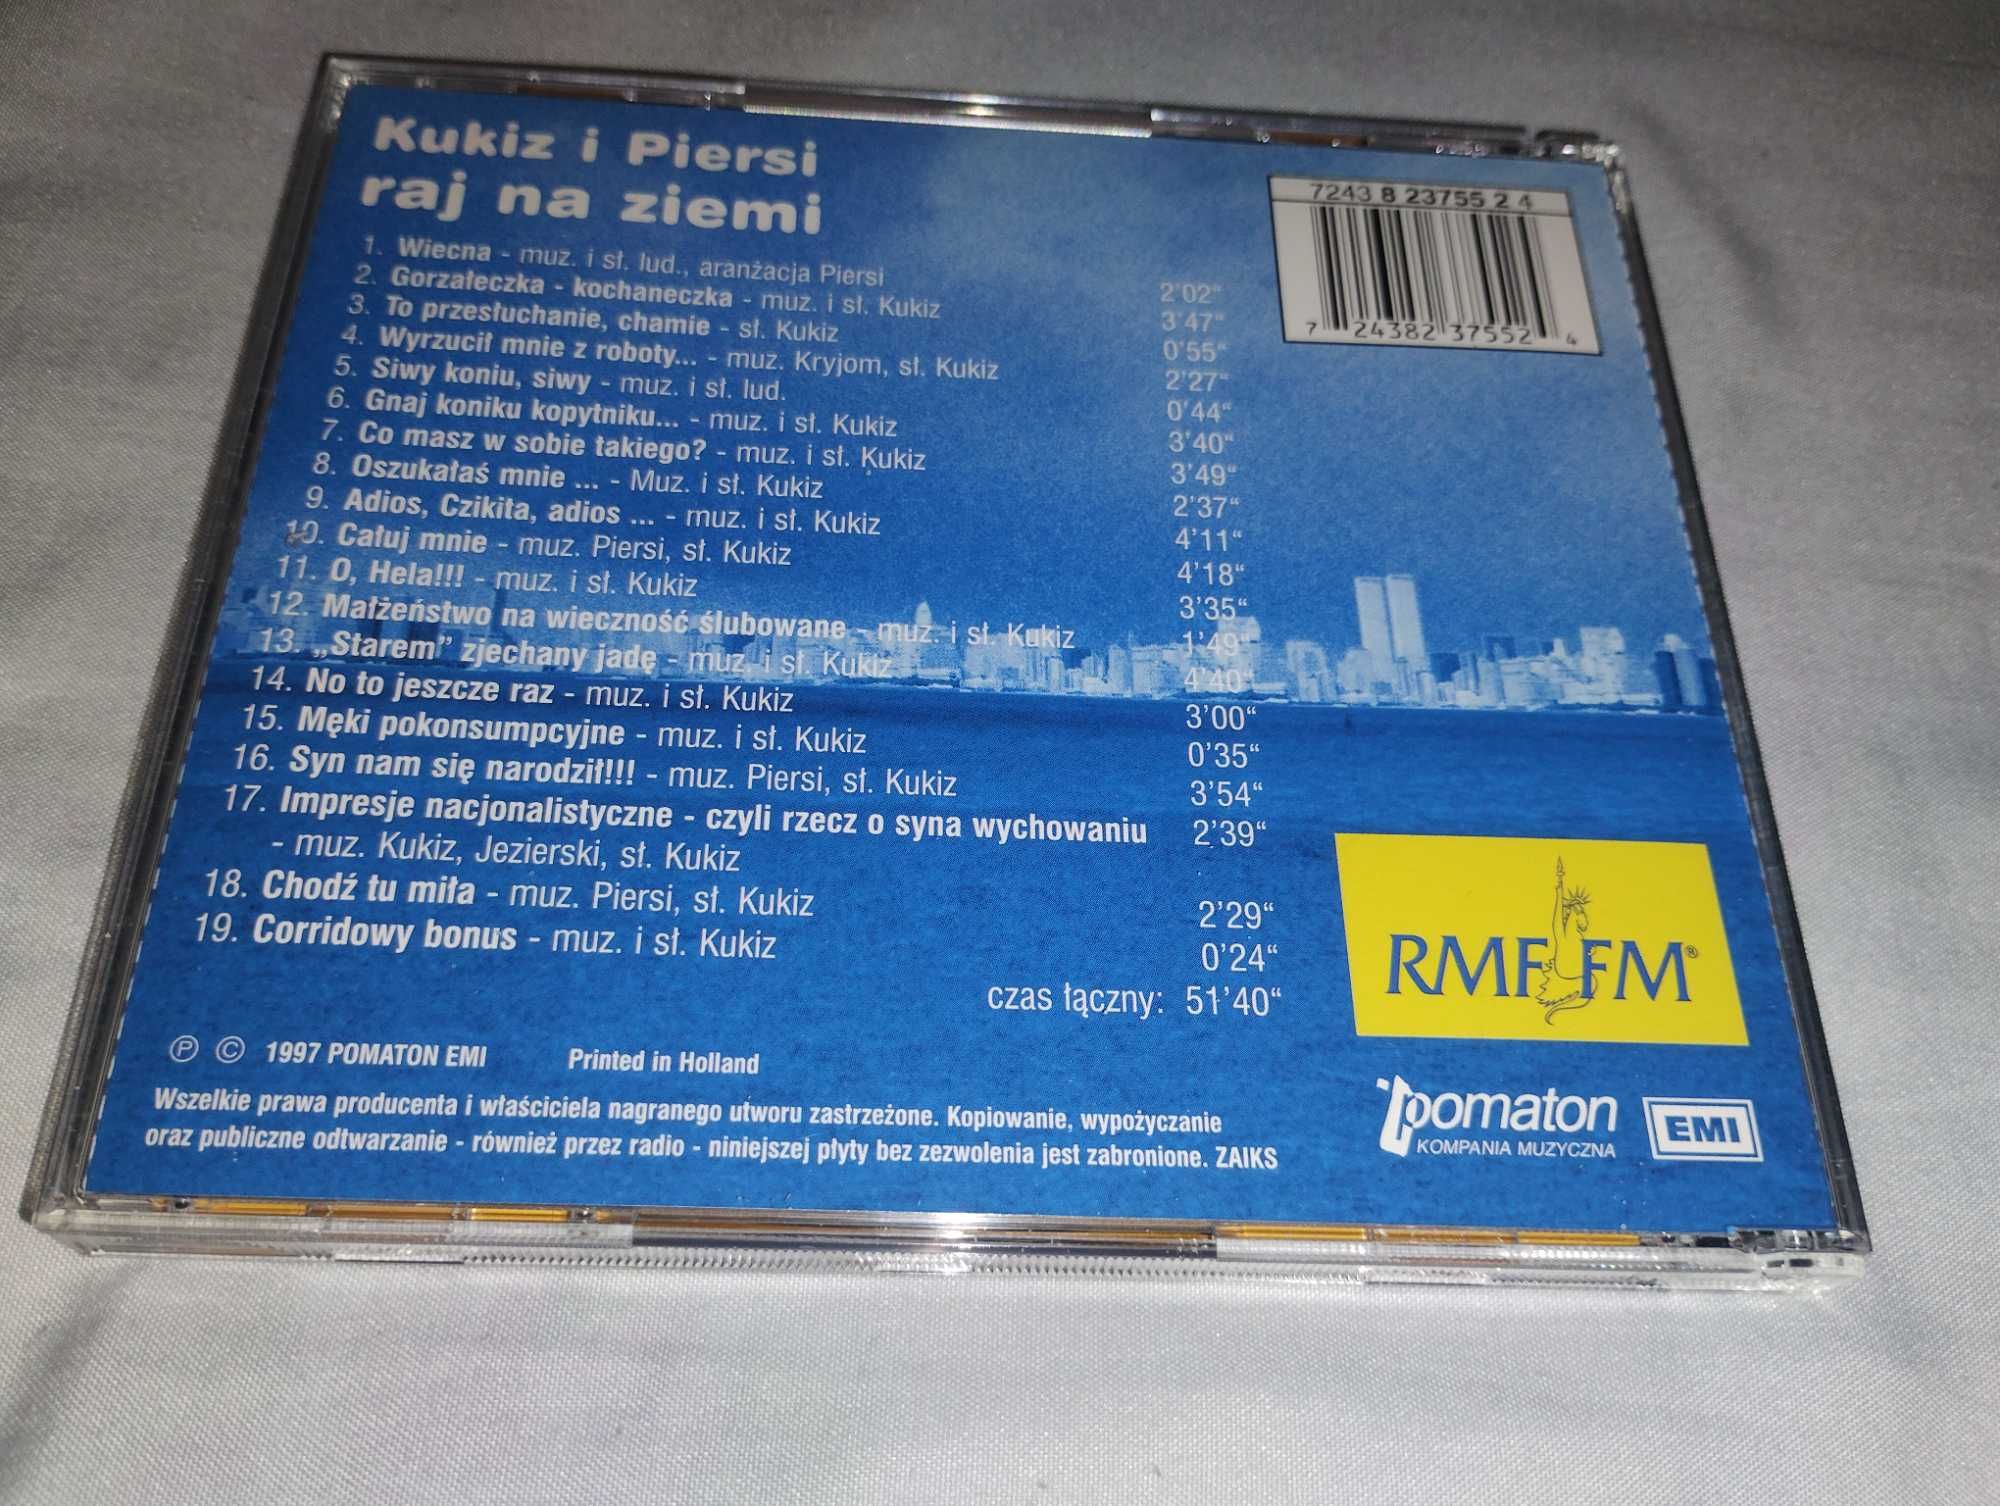 Kukiz i Piersi
raj na ziemi
7243 8 23755 2 4
7 24382 37552 4
1. Wiecna - muz. i sł. lud., aranżacja Piersi 2'02"
2. Gorzałeczka - kochaneczka - muz. i sł. Kukiz 3'47"
3. To przesłuchanie, chamie - sł. Kukiz 0'55"
4. Wyrzucił mnie z roboty... - muz. Kryjom, sł. Kukiz 2'27"
5. Siwy koniu, siwy - muz. i sł. lud. 0'44"
6. Gnaj koniku kopytniku... - muz. i sł. Kukiz 3'40"
7. Co masz w sobie takiego? - muz. i sł. Kukiz 3'49"
8. Oszukałaś mnie ... - Muz. i sł. Kukiz 2'37"
9. Adios, Czikita, adios ... - muz. i sł. Kukiz 4'11"
10. Całuj mnie - muz. Piersi, sł. Kukiz 4'18"
11. O, Hela!!! - muz. i sł. Kukiz 3'35"
12. Małżeństwo na wieczność ślubowane - muz. i sł. Kukiz 1'49"
13. „Starem” zjechany jadę - muz. i sł. Kukiz 4'40"
14. No to jeszcze raz - muz. i sł. Kukiz 3'00"
15. Męki pokonsumpcyjne - muz. i sł. Kukiz 0'35"
16. Syn nam się narodził!!! - muz. Piersi, sł. Kukiz 3'54"
17. Impresje nacjonalistyczne - czyli rzecz o syna wychowaniu 2'39"
- muz. Kukiz, Jezierski, sł. Kukiz
18. Chodź tu miła - muz. Piersi, sł. Kukiz 2'29"
19. Corridowy bonus - muz. i sł. Kukiz 0'24"
czas łączny: 51'40"
RMF FM®
Ⓟ © 1997 POMATON EMI Printed in Holland
Wszelkie prawa producenta i właściciela nagranego utworu zastrzeżone. Kopiowanie, wypożyczanie
oraz publiczne odtwarzanie - również przez radio - niniejszej płyty bez zezwolenia jest zabronione. ZAIKS
pomaton
KOMPANIA MUZYCZNA
EMI